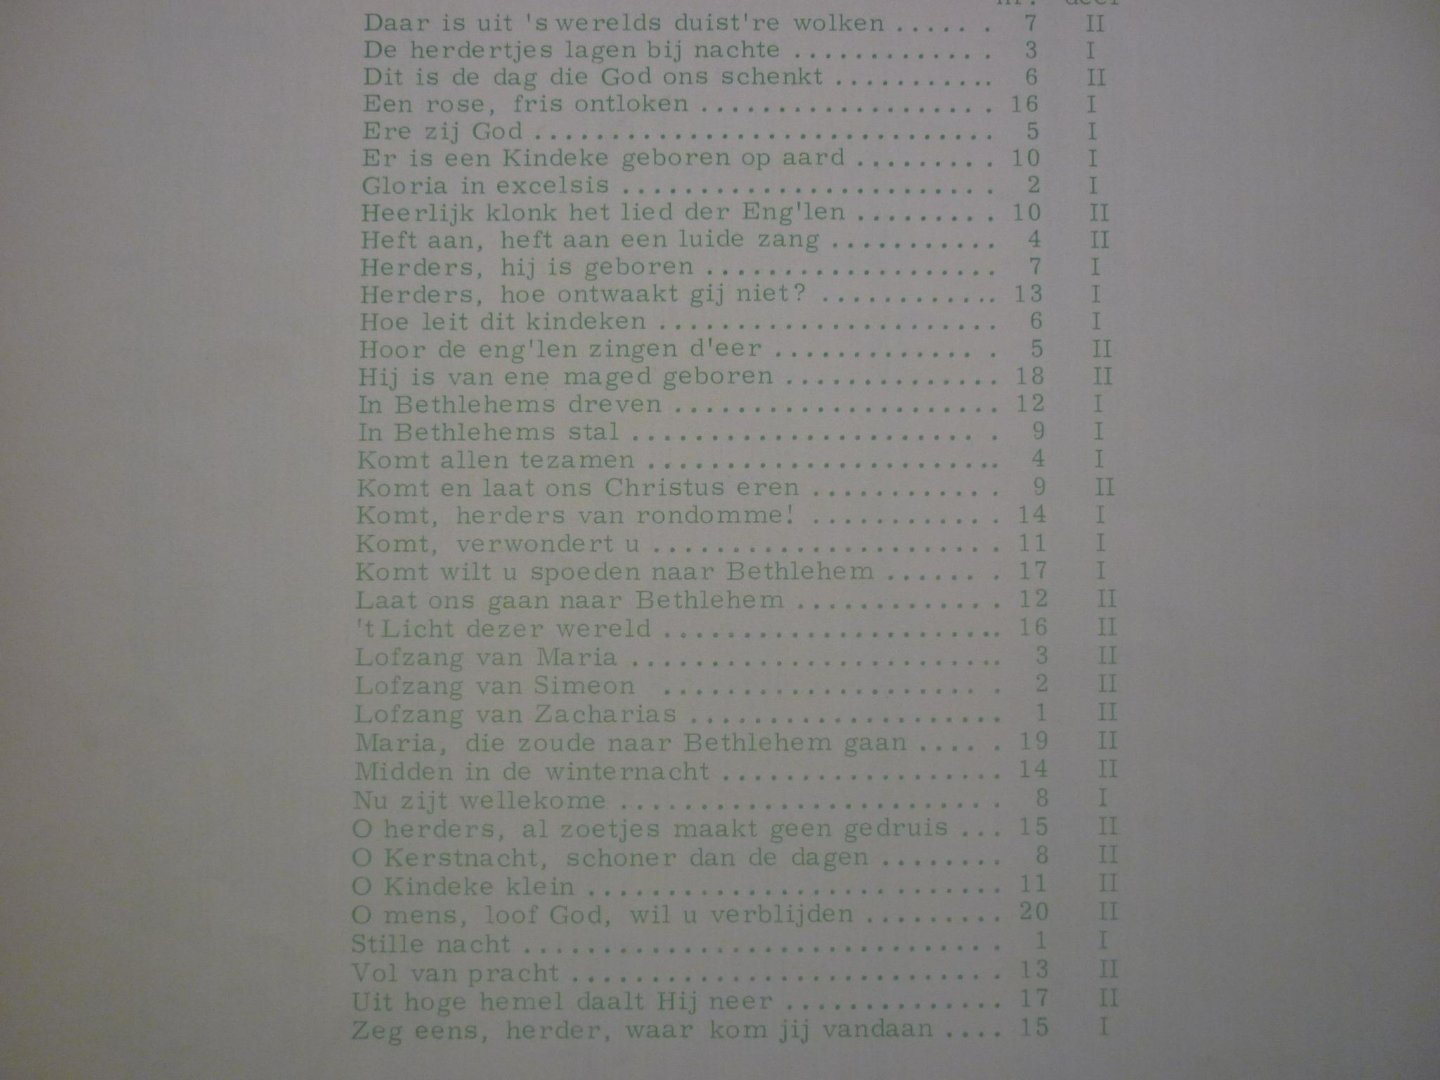 nr. deel
Daar is uit 's werelds duist're wolken ...... . 7 II
De herdertjes lagen bij nachte ............. 3 I
Dit is de dag die God ons schenkt ........... 6 II
Een rose, fris ontloken ................... 16 I
Ere zij God .............................. 5 I
Er is een Kindeke geboren op aard ......... 10 I
Gloria in excelsis ........................ 2 I
Heerlijk klonk het lied der Eng'len ......... 10 II
Heft aan, heft aan een luide zang ........... 4 II
Herders, hij is geboren ................... 7 I
Herders, hoe ontwaakt gij niet? ............ 13 I
Hoe leit dit kindeken ...................... 6 I
Hoor de eng'len zingen d'eer ............. . 5 II
Hij is van ene maged geboren .............. 18 II
In Bethlehems dreven ..................... 12 I
In Bethlehems stal ...................... . 9 I
Komt allen tezamen ....................... 4 I
Komt en laat ons Christus eren ............ 9 II
Komt, herders van rondomme! ............ 14 I
Komt, verwondert u ....................... 11 I
Komt wilt u spoeden naar Bethlehem ...... . 17 I
Laat ons gaan naar Bethlehem ............. 12 II
't Licht dezer wereld ...................... 16 II
Lofzang van Maria ........................ 3 II
Lofzang van Simeon .................... . 2 II
Lofzang van Zacharias .................... 1 II
Maria, die zoude naar Bethlehem gaan .... . 19 II
Midden in de winternacht .................. 14 II
Nu zijt wellekome ........................ 8 I
O herders, al zoetjes maakt geen gedruis ... 15 II
O Kerstnacht, schoner dan de dagen ........ 8 II
O Kindeke klein .......................... 11 II
O mens, loof God, wil u verblijden ......... 20 II
Stille nacht ............................... 1 I
Vol van pracht ............................ 13 II
Uit hoge hemel daalt Hij neer .............. 17 II
Zeg eens, herder, waar kom jij vandaan .... 15 I